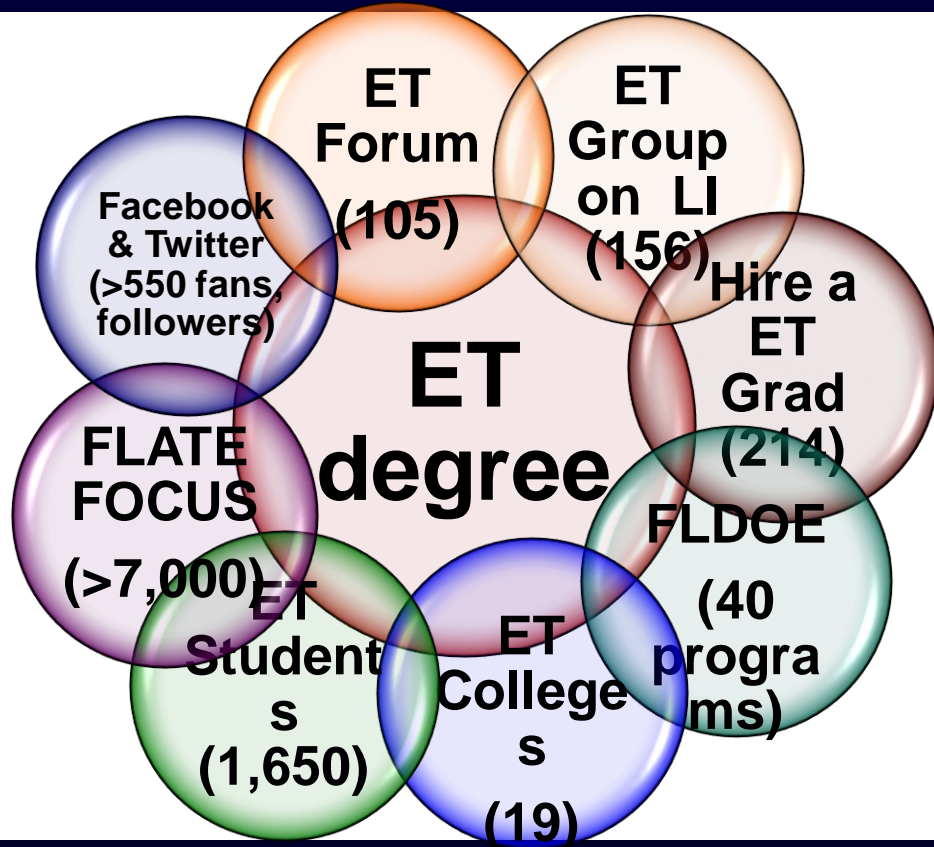 ET
Forum
(105)
ET
Group
on LI
(156)
Hire a
ET
Grad
(214)
FLDOE
(40
progra
ms)
ET
College
s
(19)
ET
Student
s
(1,650)
FLATE
FOCUS
(>7,000)
Facebook
& Twitter
(>550 fans,
followers)
ET
degree